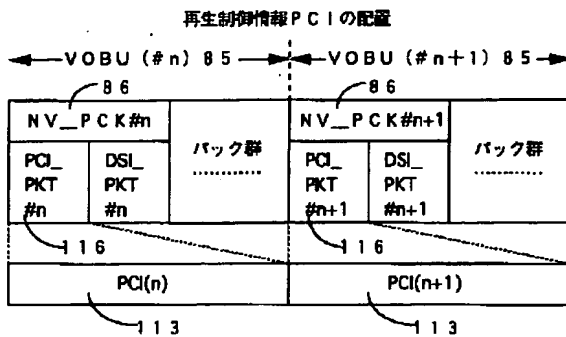 再生制御情報PCIの配置
VOBU(#n)85 VOBU(#n+1)85
86 86
NV_PCK#n パック群 NV_PCK#n+1 パック群
PCI_ DSI_ PCI_ DSI_
PKT PKT PKT PKT
#n #n #n+1 #n+1
116 116
PCI(n) PCI(n+1)
113 113